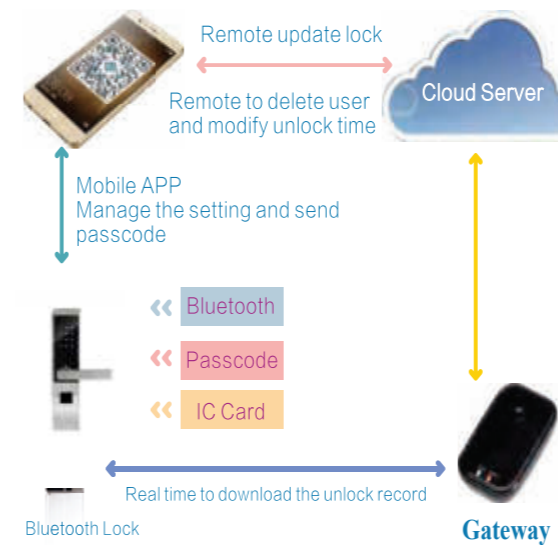 Remote update lock
Cloud Server
Remote to delete user
and modify unlock time
Mobile APP
Manage the setting and send
passcode
Bluetooth
Passcode
IC Card
Real time to download the unlock record
Bluetooth Lock
Gateway